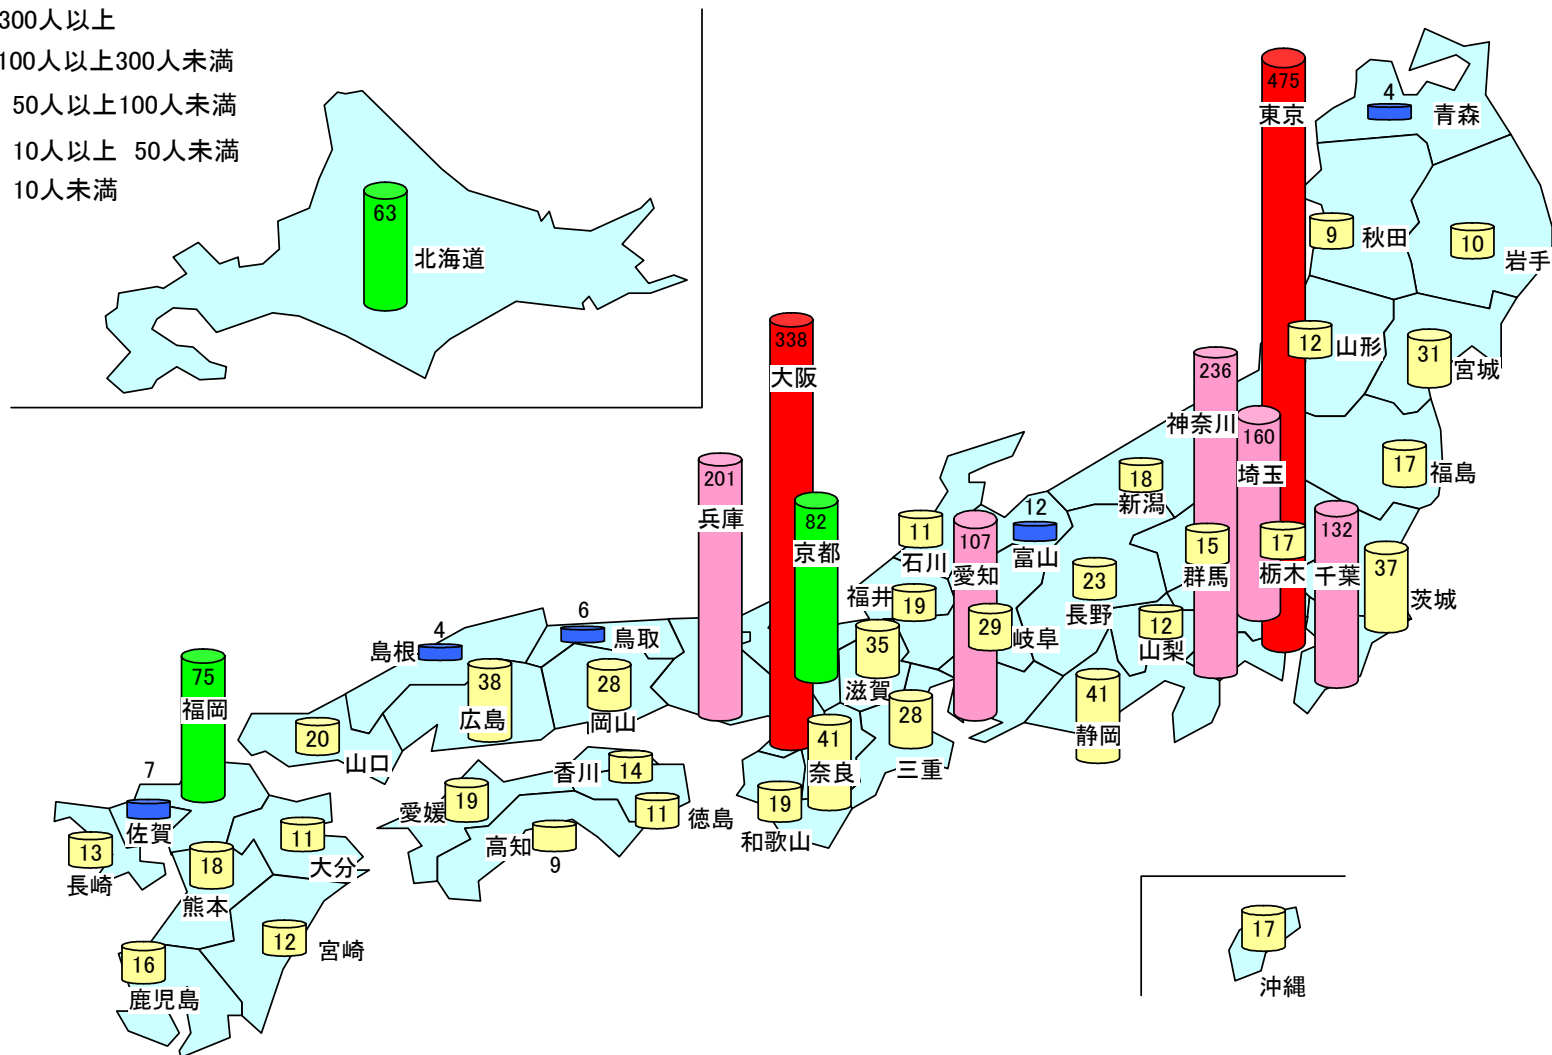 300人以上
100人以上300人未満
50人以上100人未満
10人以上 50人未満
10人未満
63
北海道
475
東京
4
青森
9
秋田
10
岩手
12
山形
31
宮城
338
大阪
236
神奈川
160
埼玉
17
福島
201
兵庫
82
京都
18
新潟
11
石川
107
愛知
12
富山
15
群馬
17
栃木
132
千葉
37
茨城
23
長野
福井
19
29
岐阜
12
山梨
35
滋賀
4
島根
6
鳥取
75
福岡
38
広島
28
岡山
28
三重
41
静岡
20
山口
41
奈良
7
佐賀
香川
14
愛媛
19
11
徳島
19
和歌山
高知
9
13
長崎
18
熊本
11
大分
12
宮崎
16
鹿児島
17
沖縄